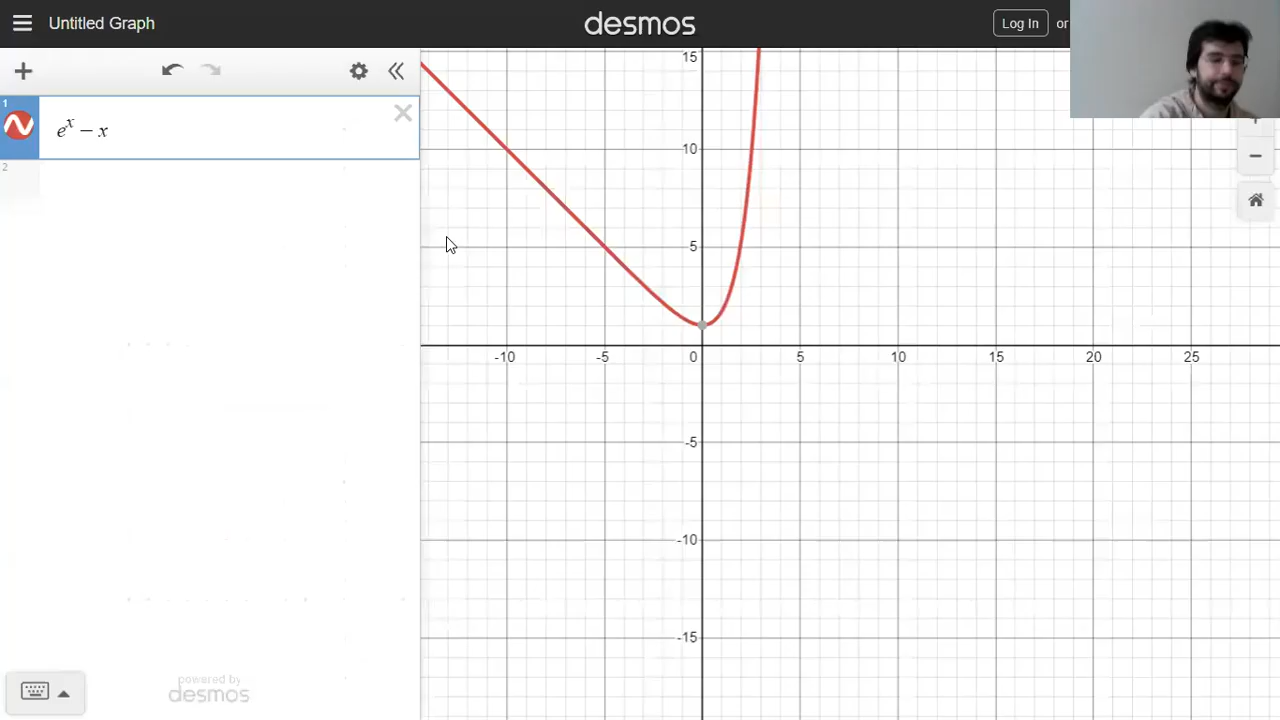 Untitled Graph
desmos
Log In or
1
e^x − x
2
15
10
5
-10
-5
0
5
10
15
20
25
-5
-10
-15
powered by
desmos